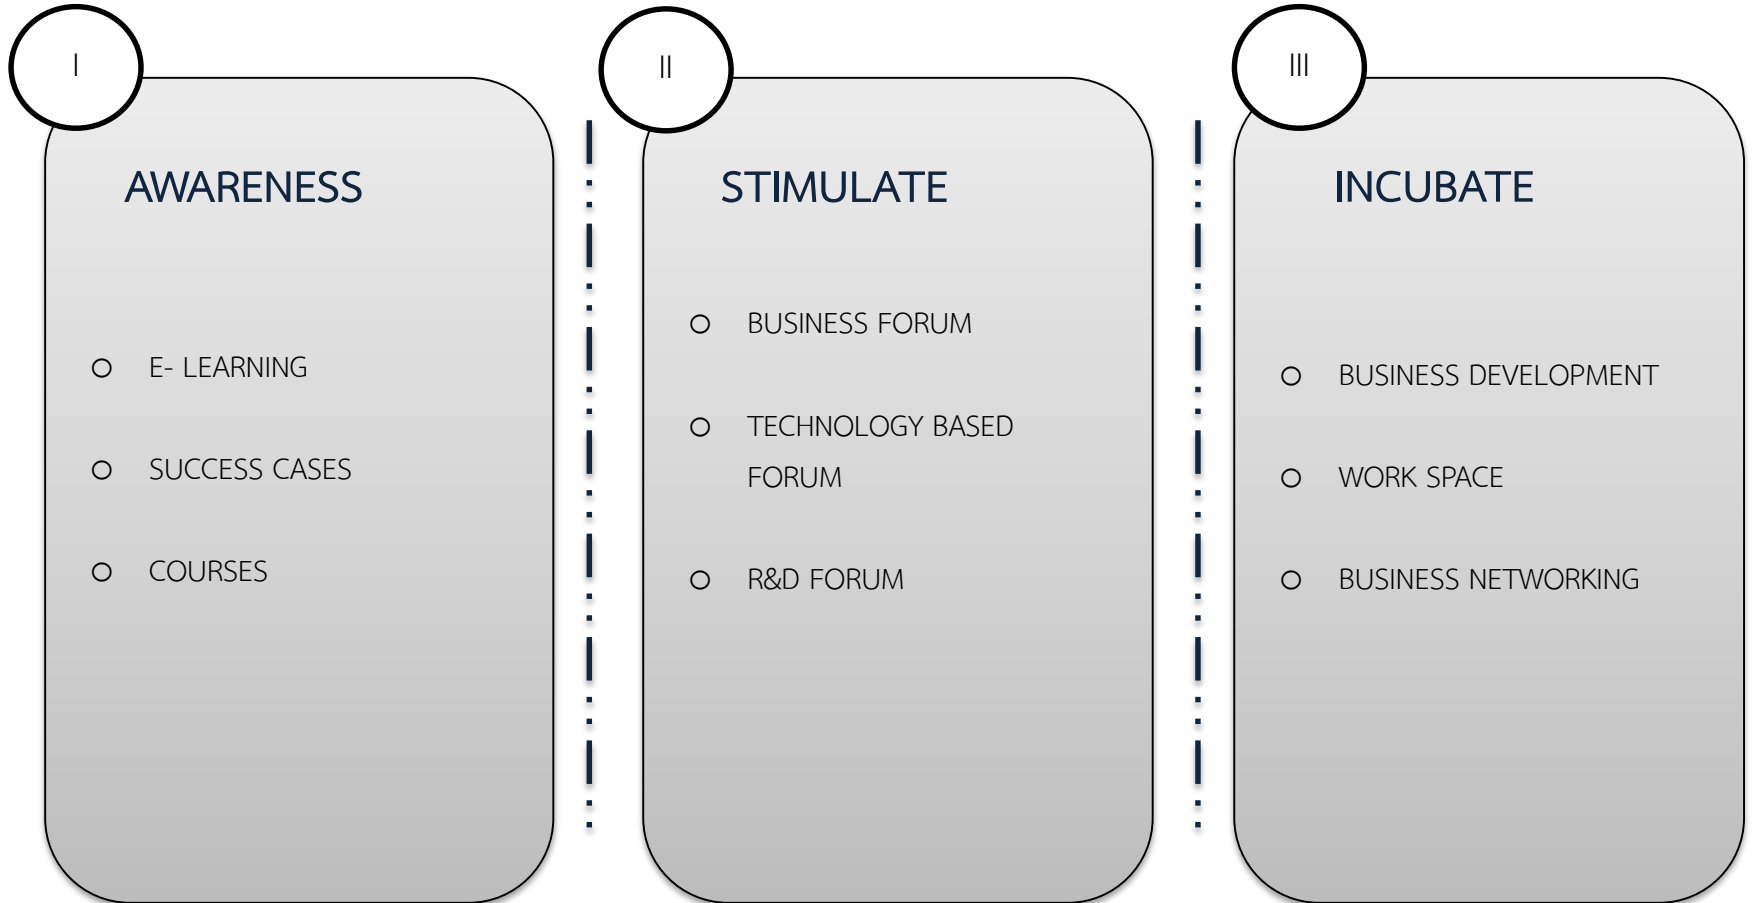 I
AWARENESS
E- LEARNING
SUCCESS CASES
COURSES
II
STIMULATE
BUSINESS FORUM
TECHNOLOGY BASED
FORUM
R&D FORUM
III
INCUBATE
BUSINESS DEVELOPMENT
WORK SPACE
BUSINESS NETWORKING